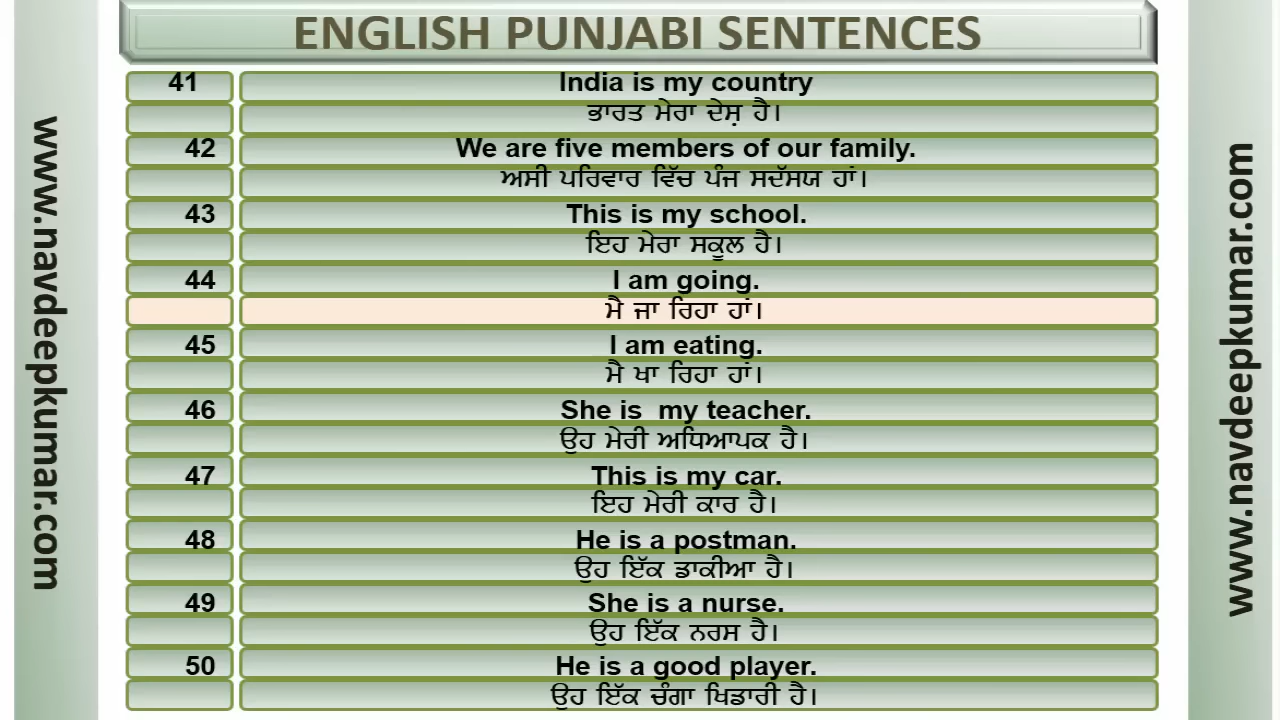 ENGLISH PUNJABI SENTENCES
www.navdeepkumar.com
41 India is my country
ਭਾਰਤ ਮੇਰਾ ਦੇਸ਼ ਹੈ।
42 We are five members of our family.
ਅਸੀ ਪਰਿਵਾਰ ਵਿੱਚ ਪੰਜ ਸਦੱਸਯ ਹਾਂ।
43 This is my school.
ਇਹ ਮੇਰਾ ਸਕੂਲ ਹੈ।
44 I am going.
ਮੈ ਜਾ ਰਿਹਾ ਹਾਂ।
45 I am eating.
ਮੈ ਖਾ ਰਿਹਾ ਹਾਂ।
46 She is  my teacher.
ਉਹ ਮੇਰੀ ਅਧਿਆਪਕ ਹੈ।
47 This is my car.
ਇਹ ਮੇਰੀ ਕਾਰ ਹੈ।
48 He is a postman.
ਉਹ ਇੱਕ ਡਾਕੀਆ ਹੈ।
49 She is a nurse.
ਉਹ ਇੱਕ ਨਰਸ ਹੈ।
50 He is a good player.
ਉਹ ਇੱਕ ਚੰਗਾ ਖਿਡਾਰੀ ਹੈ।
www.navdeepkumar.com